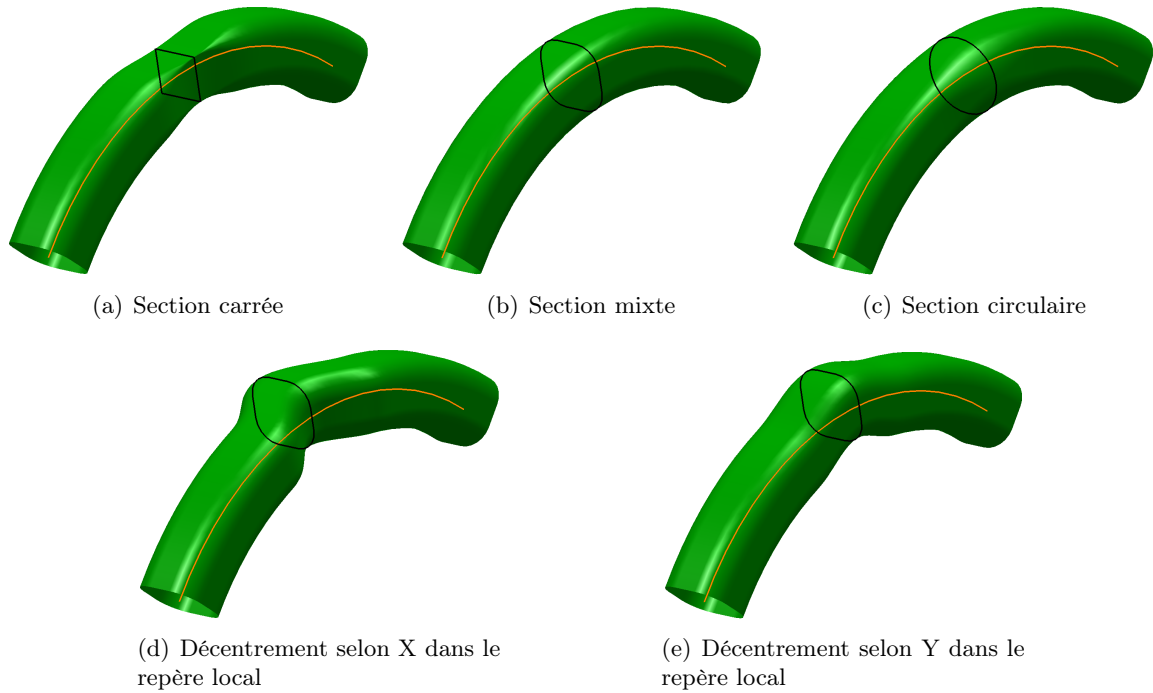 (a) Section carrée
(b) Section mixte
(c) Section circulaire
(d) Décentrement selon X dans le
repère local
(e) Décentrement selon Y dans le
repère local